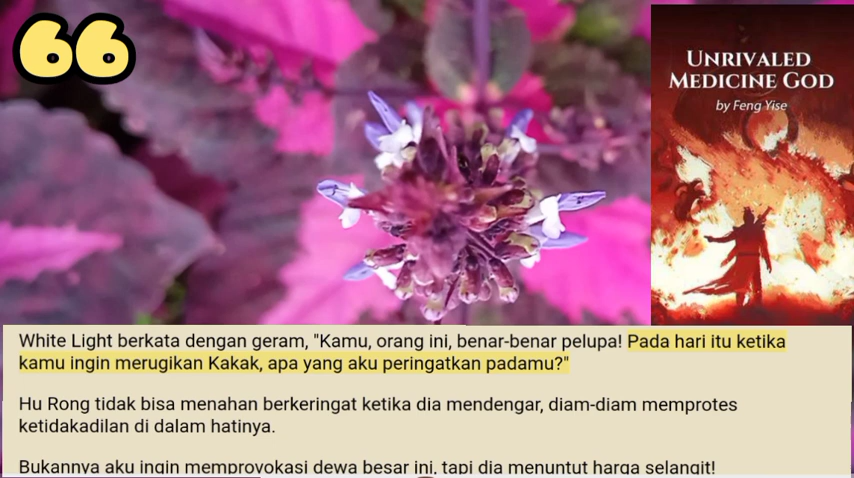 66
UNRIVALED
MEDICINE GOD
by Feng Yise
White Light berkata dengan geram, "Kamu, orang ini, benar-benar pelupa! Pada hari itu ketika
kamu ingin merugikan Kakak, apa yang aku peringatkan padamu?"
Hu Rong tidak bisa menahan berkeringat ketika dia mendengar, diam-diam memprotes
ketidakadilan di dalam hatinya.
Bukannya aku ingin memprovokasi dewa besar ini, tapi dia menuntut harga selangit!